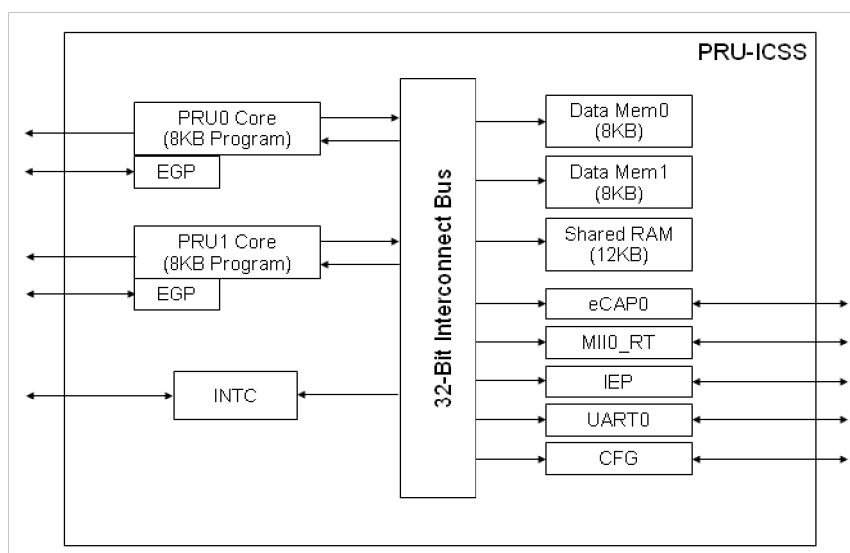 PRU-ICSS
PRU0 Core
(8KB Program)
EGP
PRU1 Core
(8KB Program)
EGP
INTC
32-Bit Interconnect Bus
Data Mem0
(8KB)
Data Mem1
(8KB)
Shared RAM
(12KB)
eCAP0
MII0_RT
IEP
UART0
CFG